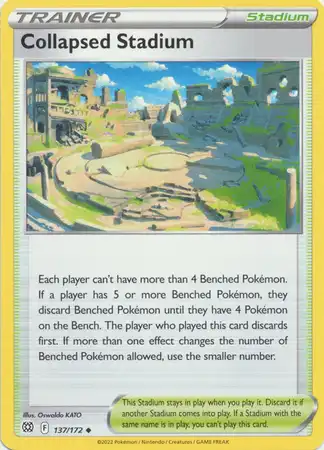 TRAINER
Stadium
Collapsed Stadium
Each player can't have more than 4 Benched Pokémon.
If a player has 5 or more Benched Pokémon, they
discard Benched Pokémon until they have 4 Pokémon
on the Bench. The player who played this card discards
first. If more than one effect changes the number of
Benched Pokémon allowed, use the smaller number.
This Stadium stays in play when you play it. Discard it if
another Stadium comes into play. If a Stadium with the
same name is in play, you can't play this card.
Illus. Oswaldo KATO
F 137/172
©2022 Pokémon / Nintendo / Creatures / GAME FREAK